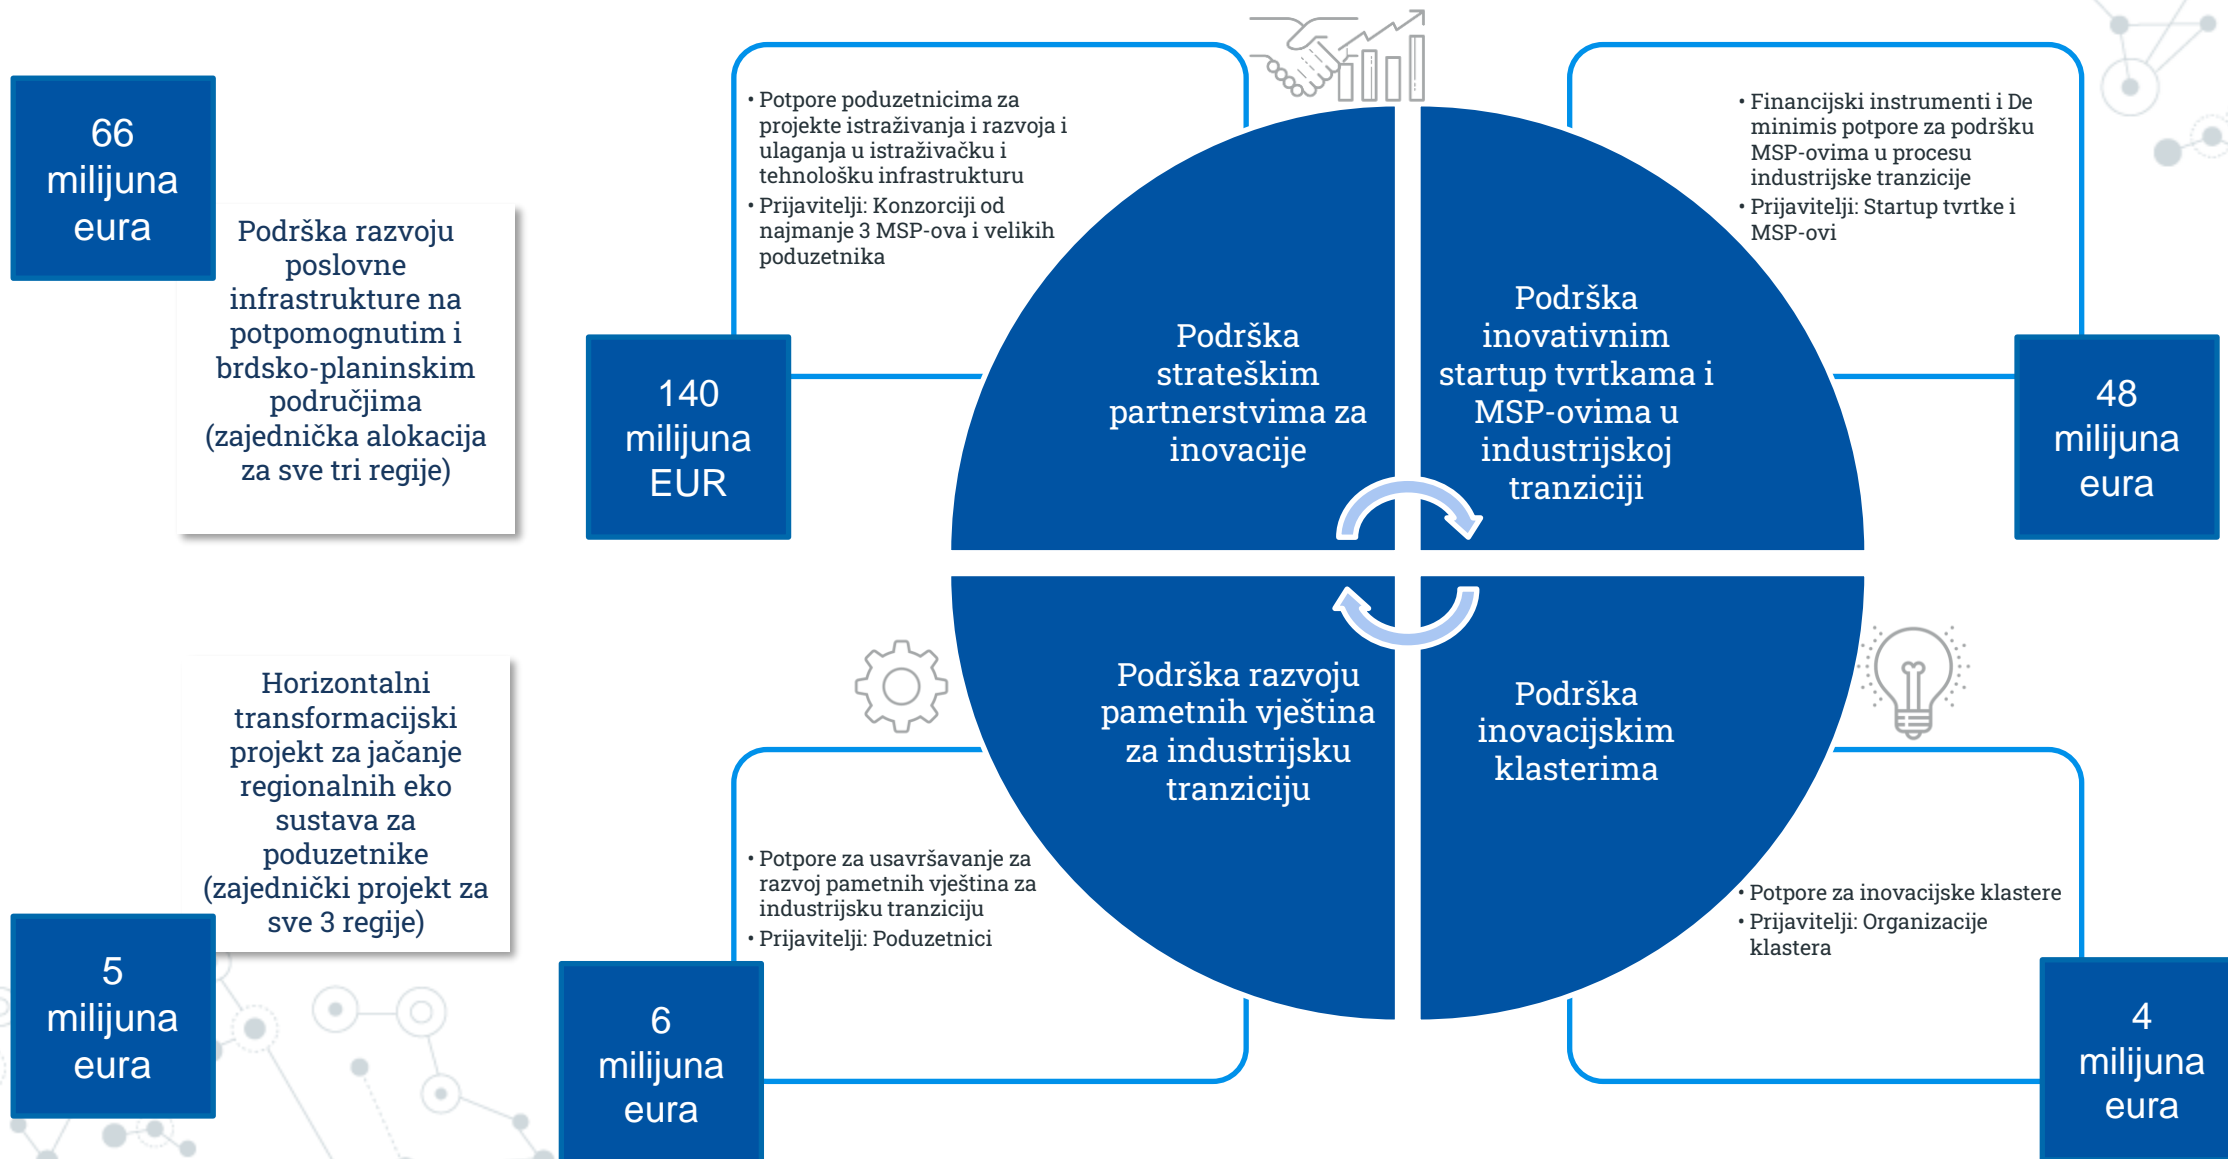 66
milijuna
eura
Podrška razvoju
poslovne
infrastrukture na
potpomognutim i
brdsko-planinskim
područjima
(zajednička alokacija
za sve tri regije)
Horizontalni
transformacijski
projekt za jačanje
regionalnih eko
sustava za
poduzetnike
(zajednički projekt za
sve 3 regije)
5
milijuna
eura
• Potpore poduzetnicima za
projekte istraživanja i razvoja i
ulaganja u istraživačku i
tehnološku infrastrukturu
• Prijavitelji: Konzorciji od
najmanje 3 MSP-ova i velikih
poduzetnika
140
milijuna
EUR
Podrška
strateškim
partnerstvima za
inovacije
Podrška
inovativnim
startup tvrtkama i
MSP-ovima u
industrijskoj
tranziciji
• Financijski instrumenti i De
minimis potpore za podršku
MSP-ovima u procesu
industrijske tranzicije
• Prijavitelji: Startup tvrtke i
MSP-ovi
48
milijuna
eura
Podrška razvoju
pametnih vještina
za industrijsku
tranziciju
• Potpore za usavršavanje za
razvoj pametnih vještina za
industrijsku tranziciju
• Prijavitelji: Poduzetnici
6
milijuna
eura
Podrška
inovacijskim
klasterima
• Potpore za inovacijske klastere
• Prijavitelji: Organizacije
klastera
4
milijuna
eura